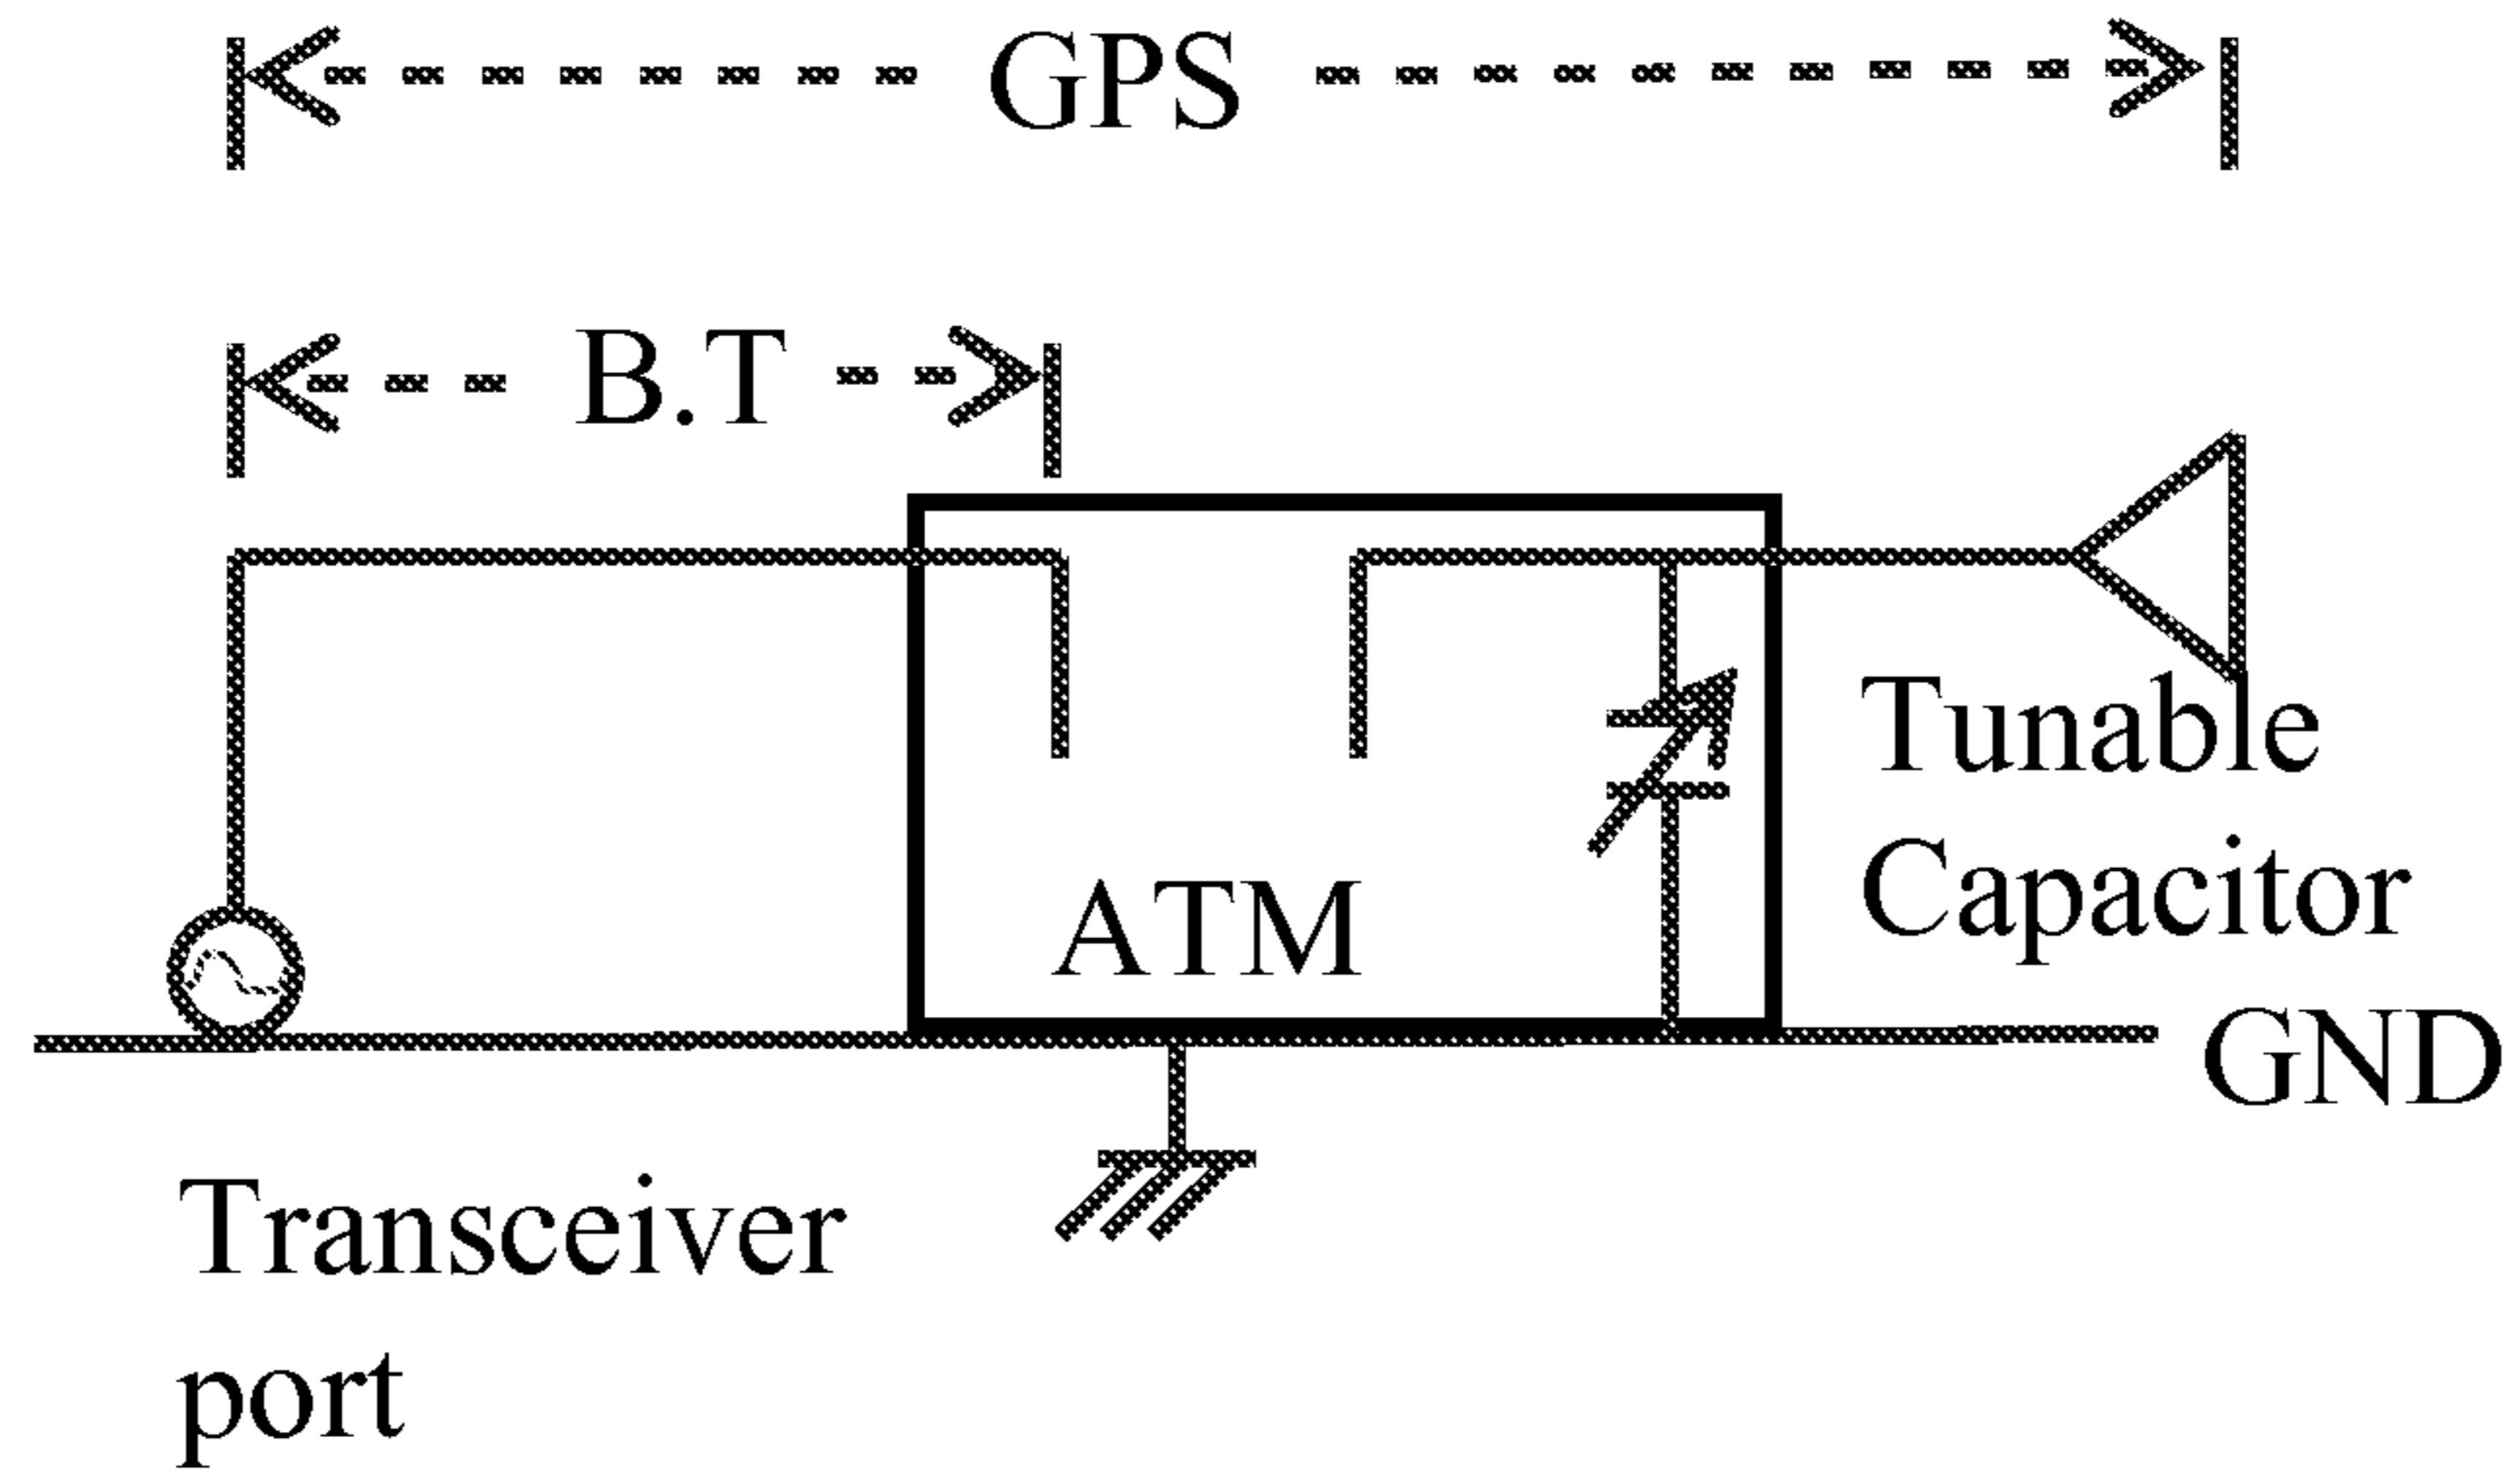 GPS
B.T
Tunable
Capacitor
ATM
GND
Transceiver
port